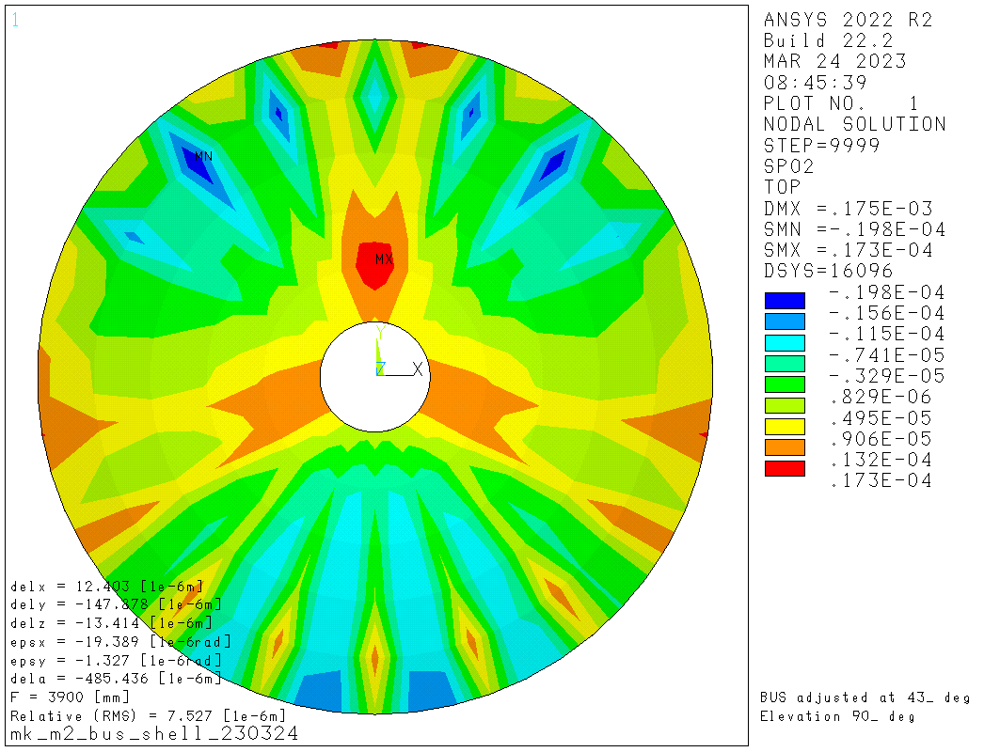 1
ANSYS 2022 R2
Build 22.2
MAR 24 2023
08:45:39
PLOT NO. 1
NODAL SOLUTION
STEP=9999
SPO2
TOP
DMX =.175E-03
SMN =-.198E-04
SMX =.173E-04
DSYS=16096
-.198E-04
-.156E-04
-.115E-04
-.741E-05
-.329E-05
.829E-06
.495E-05
.906E-05
.132E-04
.173E-04
MN
MX
Y
Z X
delx = 12.403 [1e-6m]
dely = -147.878 [1e-6m]
delz = -13.414 [1e-6m]
epsx = -19.389 [1e-6rad]
epsy = -1.327 [1e-6rad]
dela = -485.436 [1e-6m]
F = 3900 [mm]
Relative (RMS) = 7.527 [1e-6m]
mk_m2_bus_shell_230324
BUS adjusted at 43_ deg
Elevation 90_ deg